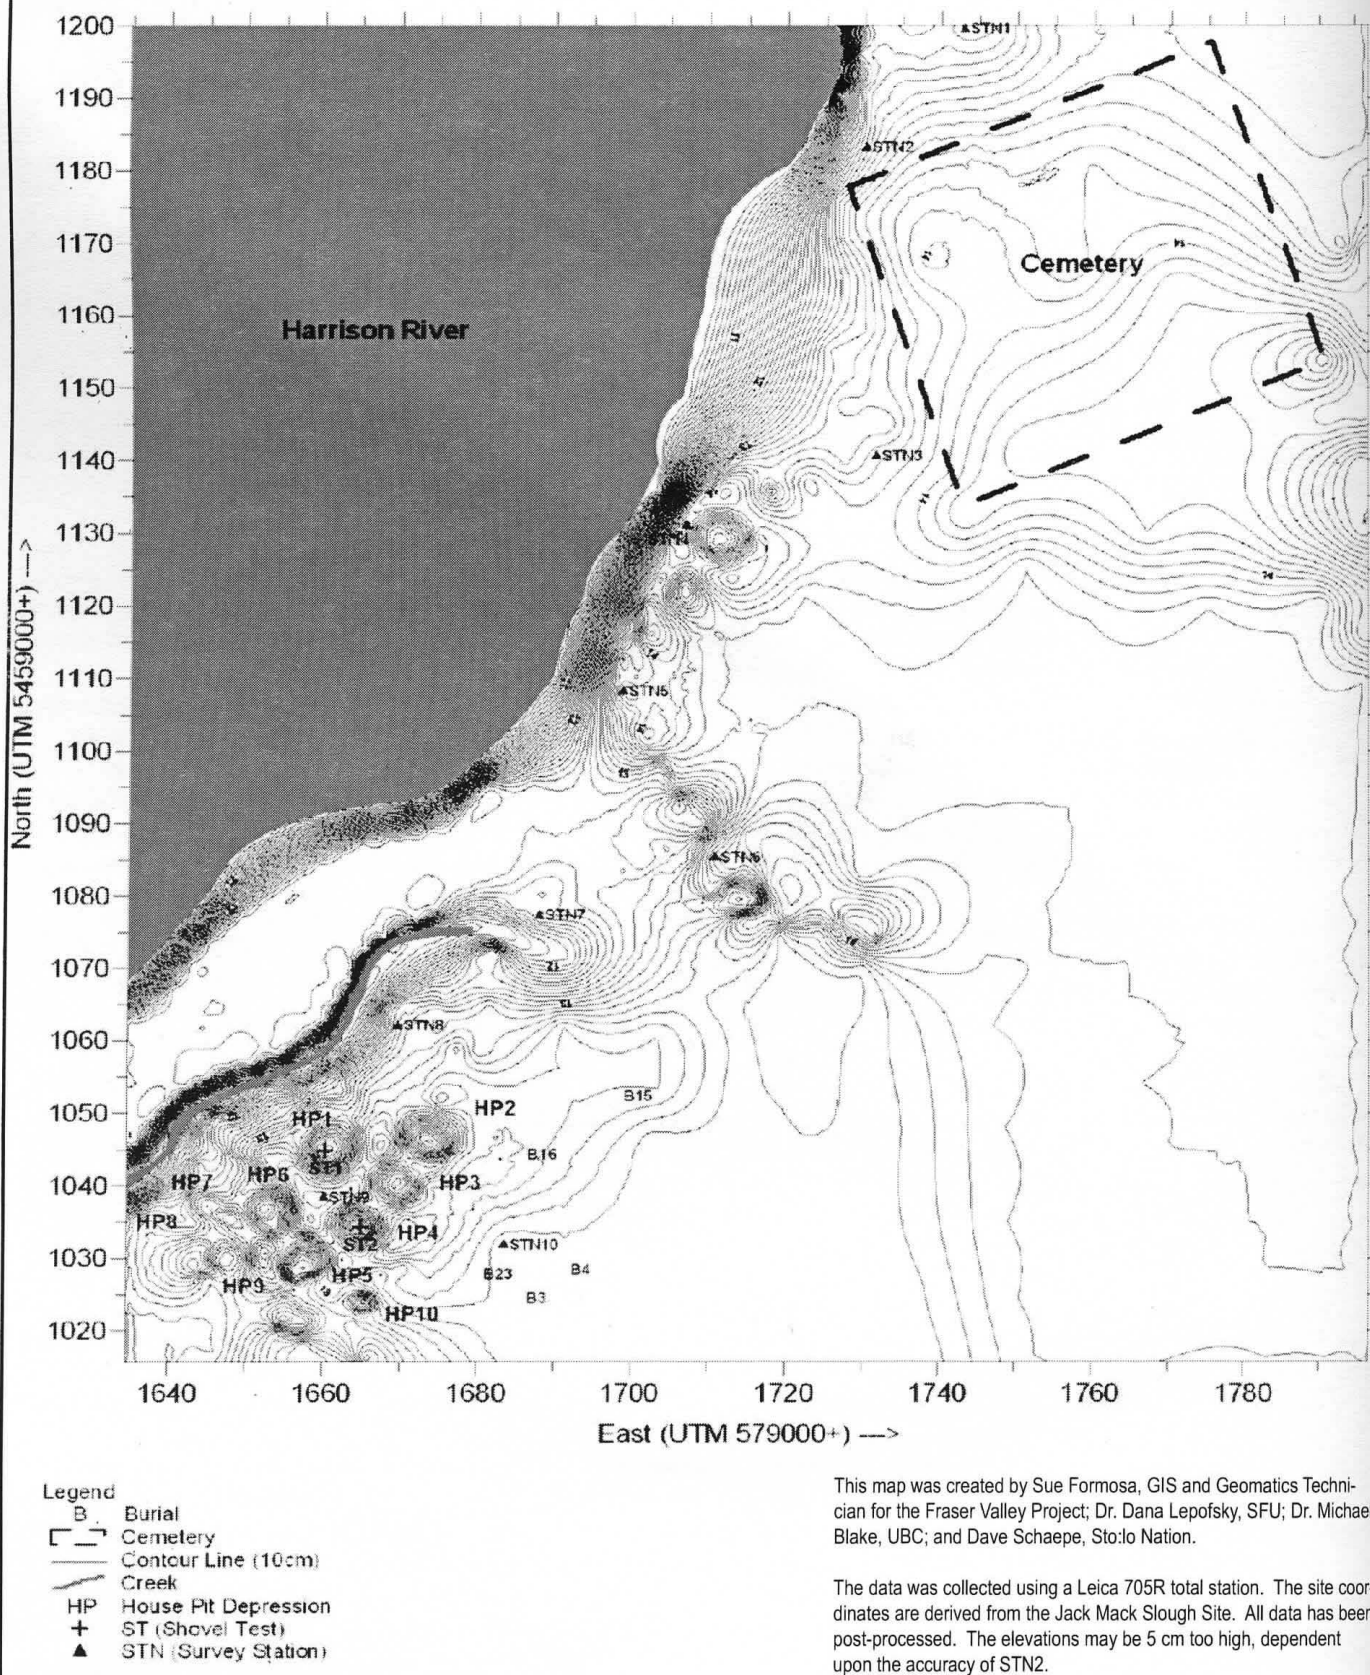 1200
STN1
1190
1180
STN2
1170
Cemetery
1160
Harrison River
1150
1140
STN3
1130
1120
1110
STN5
1100
1090
STN6
1080
STN7
1070
STN8
1060
1050
HP1
HP2
B15
ST1
B16
HP7
HP6
HP3
1040
STN9
HP8
HP4
ST2
STN10
1030
HP9
HP5
B23
B4
B3
HP10
1020
North (UTM 5459000+) --->
1640
1660
1680
1700
1720
1740
1760
1780
East (UTM 579000+) --->
Legend
B Burial
Cemetery
Contour Line (10cm)
Creek
HP House Pit Depression
ST (Shovel Test)
STN (Survey Station)
This map was created by Sue Formosa, GIS and Geomatics Techni-
cian for the Fraser Valley Project; Dr. Dana Lepofsky, SFU; Dr. Michae
Blake, UBC; and Dave Schaepe, Sto:lo Nation.
The data was collected using a Leica 705R total station. The site coor
dinates are derived from the Jack Mack Slough Site. All data has been
post-processed. The elevations may be 5 cm too high, dependent
upon the accuracy of STN2.